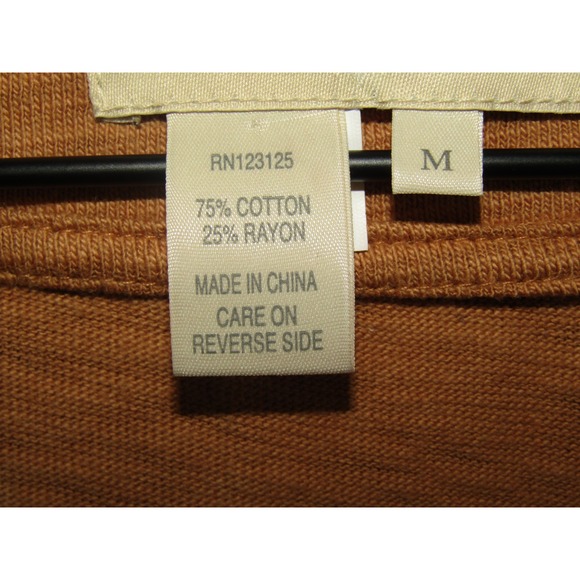 RN123125
75% COTTON
25% RAYON
MADE IN CHINA
CARE ON
REVERSE SIDE
M